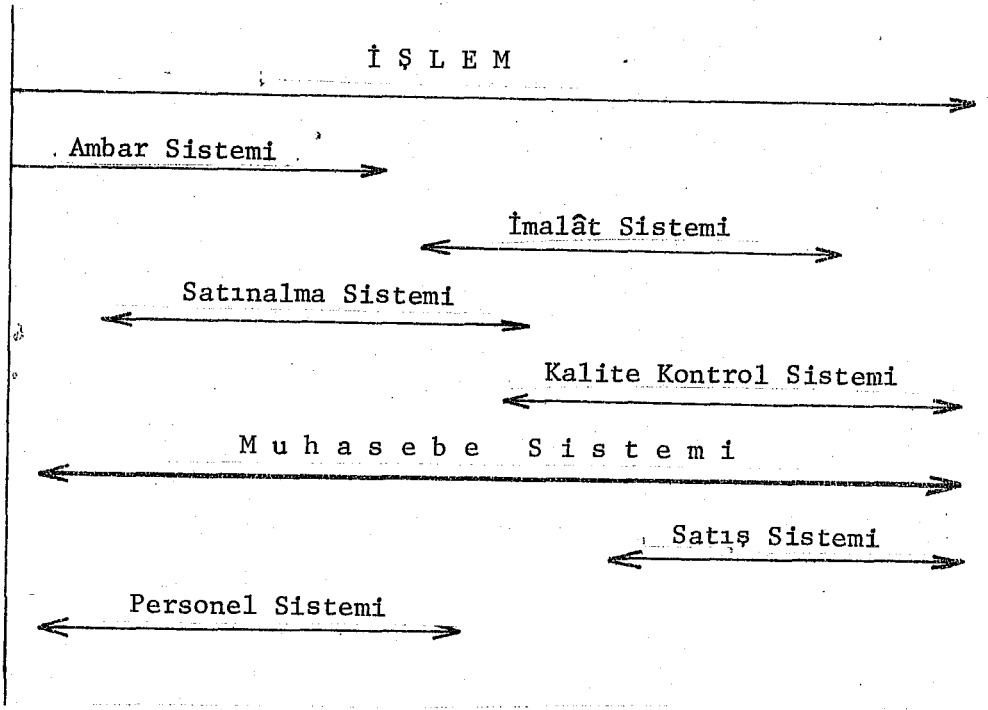 İ Ş L E M
Ambar Sistemi
İmalât Sistemi
Satınalma Sistemi
Kalite Kontrol Sistemi
M u h a s e b e S i s t e m i
Satış Sistemi
Personel Sistemi